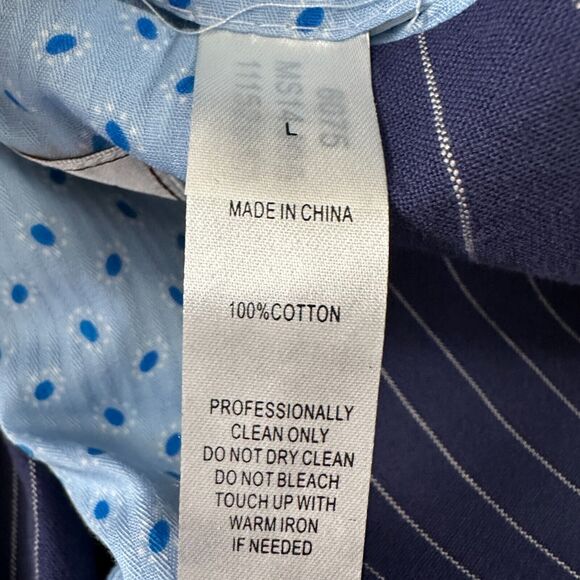 L
MADE IN CHINA
100%COTTON
PROFESSIONALLY
CLEAN ONLY
DO NOT DRY CLEAN
DO NOT BLEACH
TOUCH UP WITH
WARM IRON
IF NEEDED